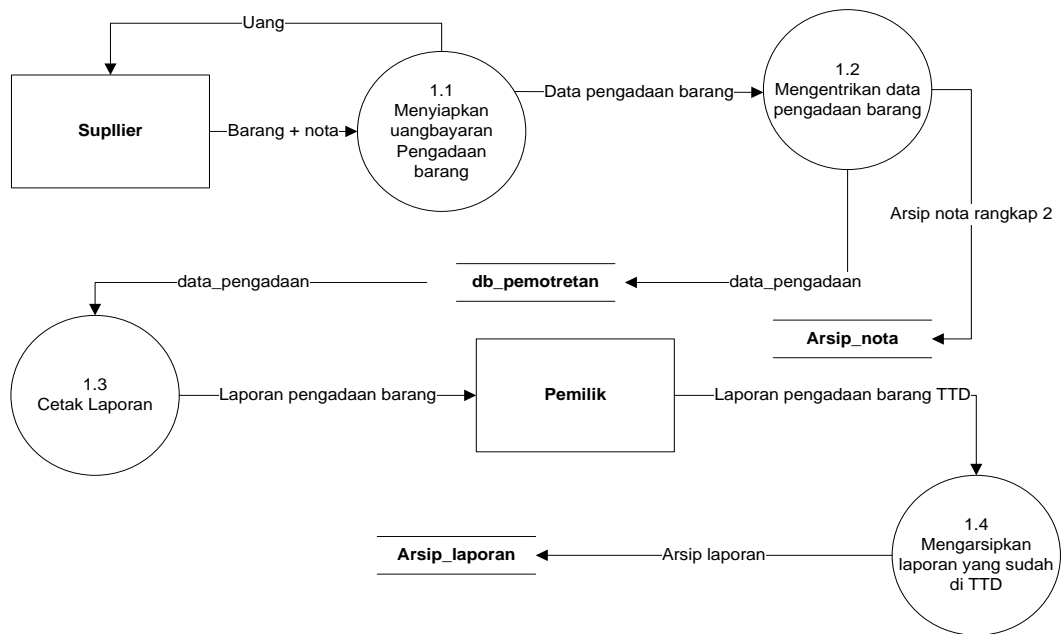 Uang
Supllier
Barang + nota
1.1
Menyiapkan
uangbayaran
Pengadaan
barang
Data pengadaan barang
1.2
Mengentrikan data
pengadaan barang
Arsip nota rangkap 2
data_pengadaan
db_pemotretan
data_pengadaan
Arsip_nota
1.3
Cetak Laporan
Laporan pengadaan barang
Pemilik
Laporan pengadaan barang TTD
1.4
Mengarsipkan
laporan yang sudah
di TTD
Arsip laporan
Arsip_laporan